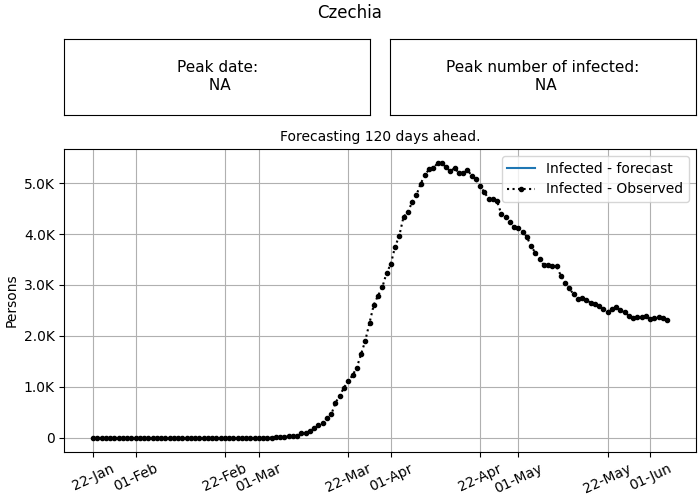 Czechia
Peak date:
NA
Peak number of infected:
NA
Forecasting 120 days ahead.
Infected - forecast
Infected - Observed
Persons
5.0K
4.0K
3.0K
2.0K
1.0K
0
22-Jan
01-Feb
22-Feb
01-Mar
22-Mar
01-Apr
22-Apr
01-May
22-May
01-Jun